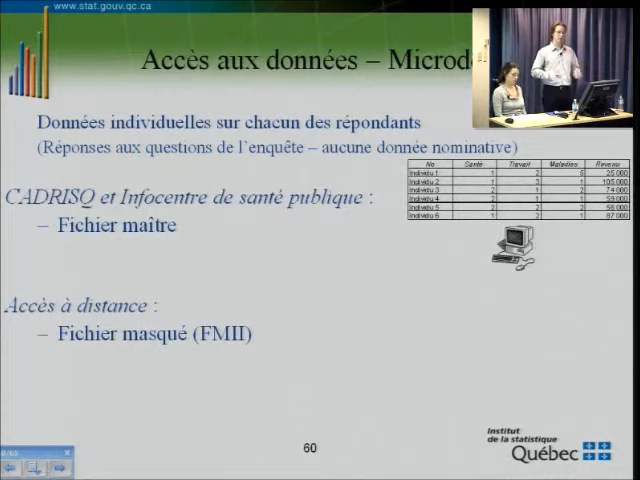 www.stat.gouv.qc.ca
Accès aux données – Microd
Données individuelles sur chacun des répondants
(Réponses aux questions de l'enquête – aucune donnée nominative)
No Santé Travail Maladies Revenu
Individu 1 1 2 5 25 000
Individu 2 1 3 1 105 000
Individu 3 2 1 2 74 000
Individu 4 2 1 1 59 000
Individu 5 2 2 2 56 000
Individu 6 1 2 1 87 000
CADRISQ et Infocentre de santé publique :
– Fichier maître
Accès à distance :
– Fichier masqué (FMII)
60
Institut
de la statistique
Québec